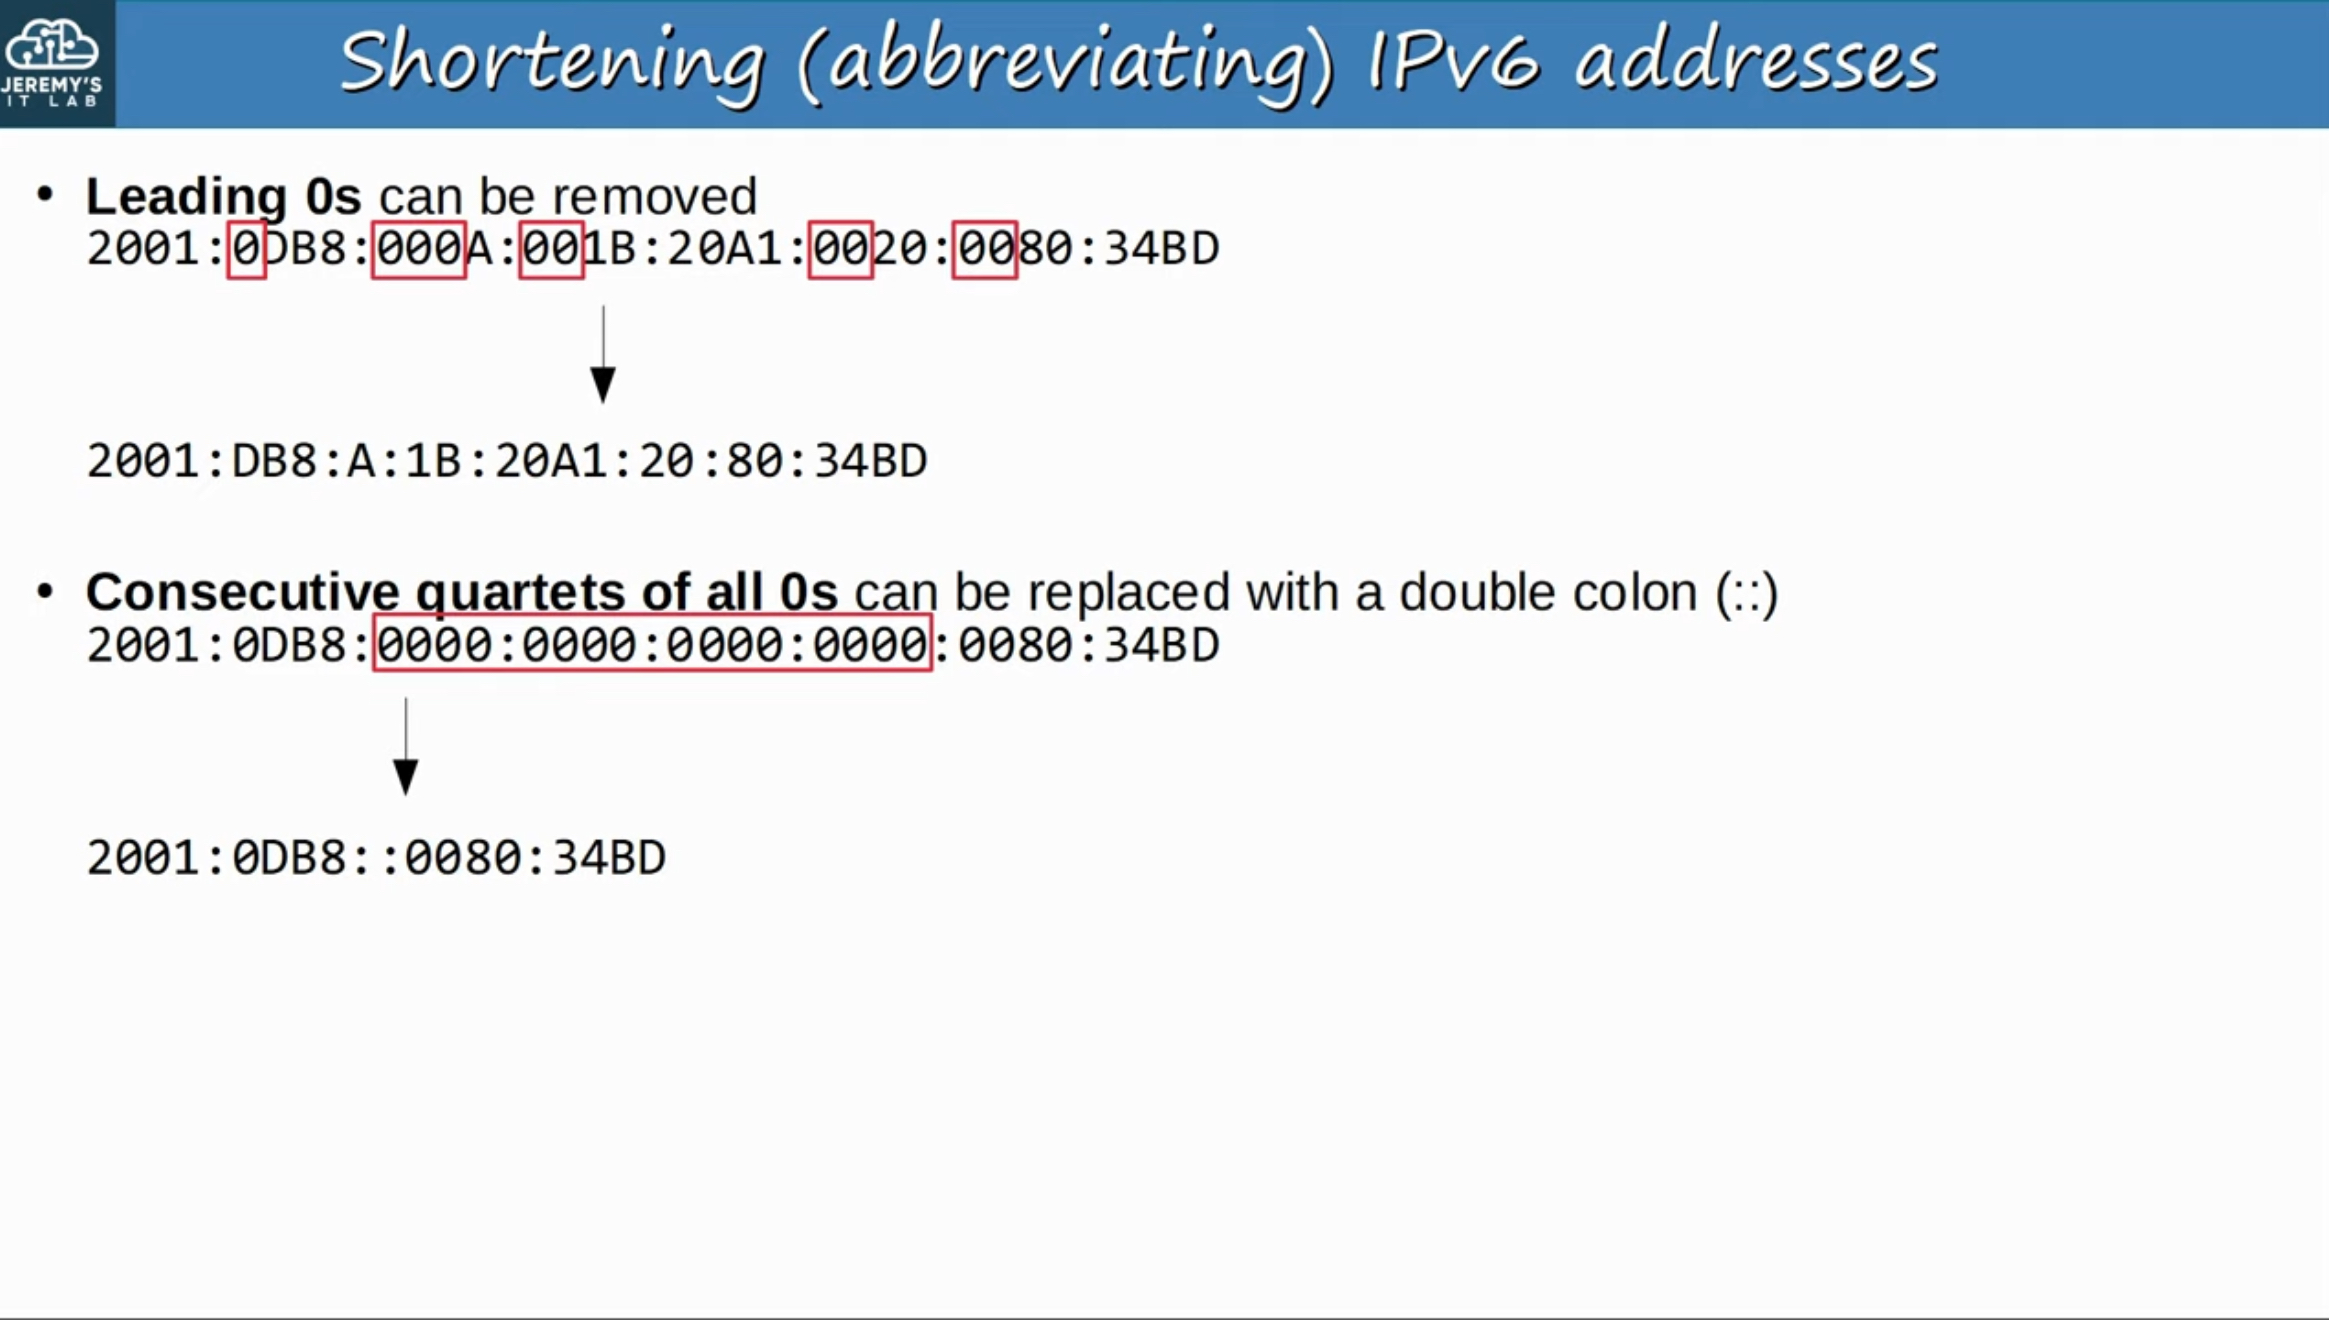 JEREMY'S
IT LAB
Shortening (abbreviating) IPv6 addresses
• Leading 0s can be removed
2001:0DB8:000A:001B:20A1:0020:0080:34BD
2001:DB8:A:1B:20A1:20:80:34BD
• Consecutive quartets of all 0s can be replaced with a double colon (::)
2001:0DB8:0000:0000:0000:0000:0080:34BD
2001:0DB8::0080:34BD